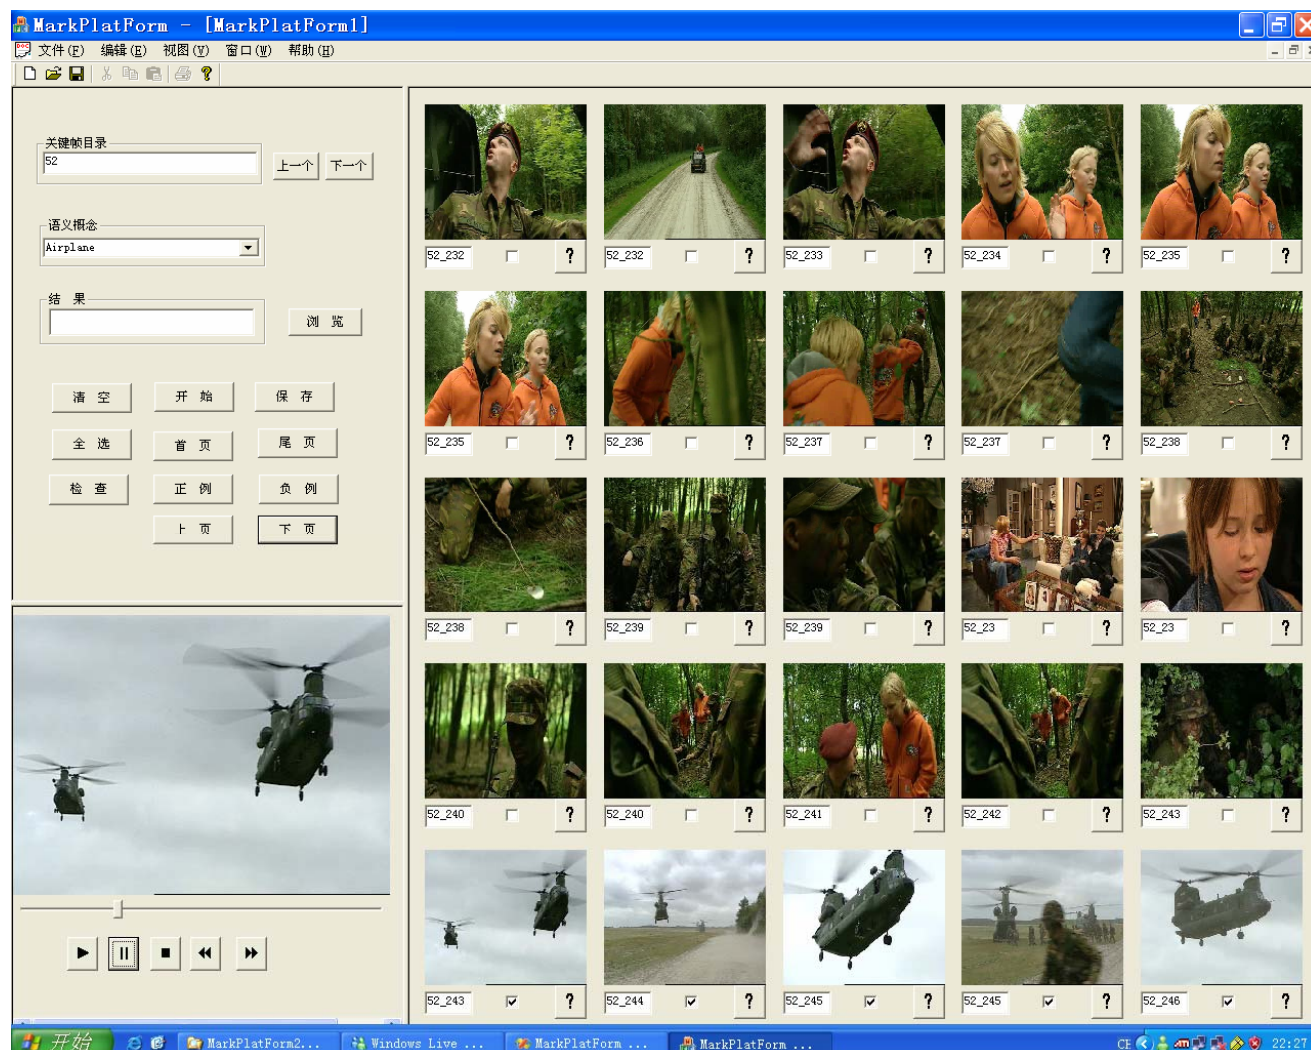 MarkPlatForm - [MarkPlatForm1]
文件(F) 编辑(E) 视图(V) 窗口(W) 帮助(H)
关键帧目录
52
上一个 下一个
语义概念
Airplane
结 果
浏 览
清 空 开 始 保 存
全 选 首 页 尾 页
检 查 正 例 负 例
上 页 下 页
52_232 ? 52_232 ? 52_233 ? 52_234 ? 52_235 ?
52_235 ? 52_236 ? 52_237 ? 52_237 ? 52_238 ?
52_238 ? 52_239 ? 52_239 ? 52_23 ? 52_23 ?
52_240 ? 52_240 ? 52_241 ? 52_242 ? 52_243 ?
52_243 ? 52_244 ? 52_245 ? 52_245 ? 52_246 ?
开始 MarkPlatForm2... Windows Live ... MarkPlatForm ... MarkPlatForm ... CE 22:27